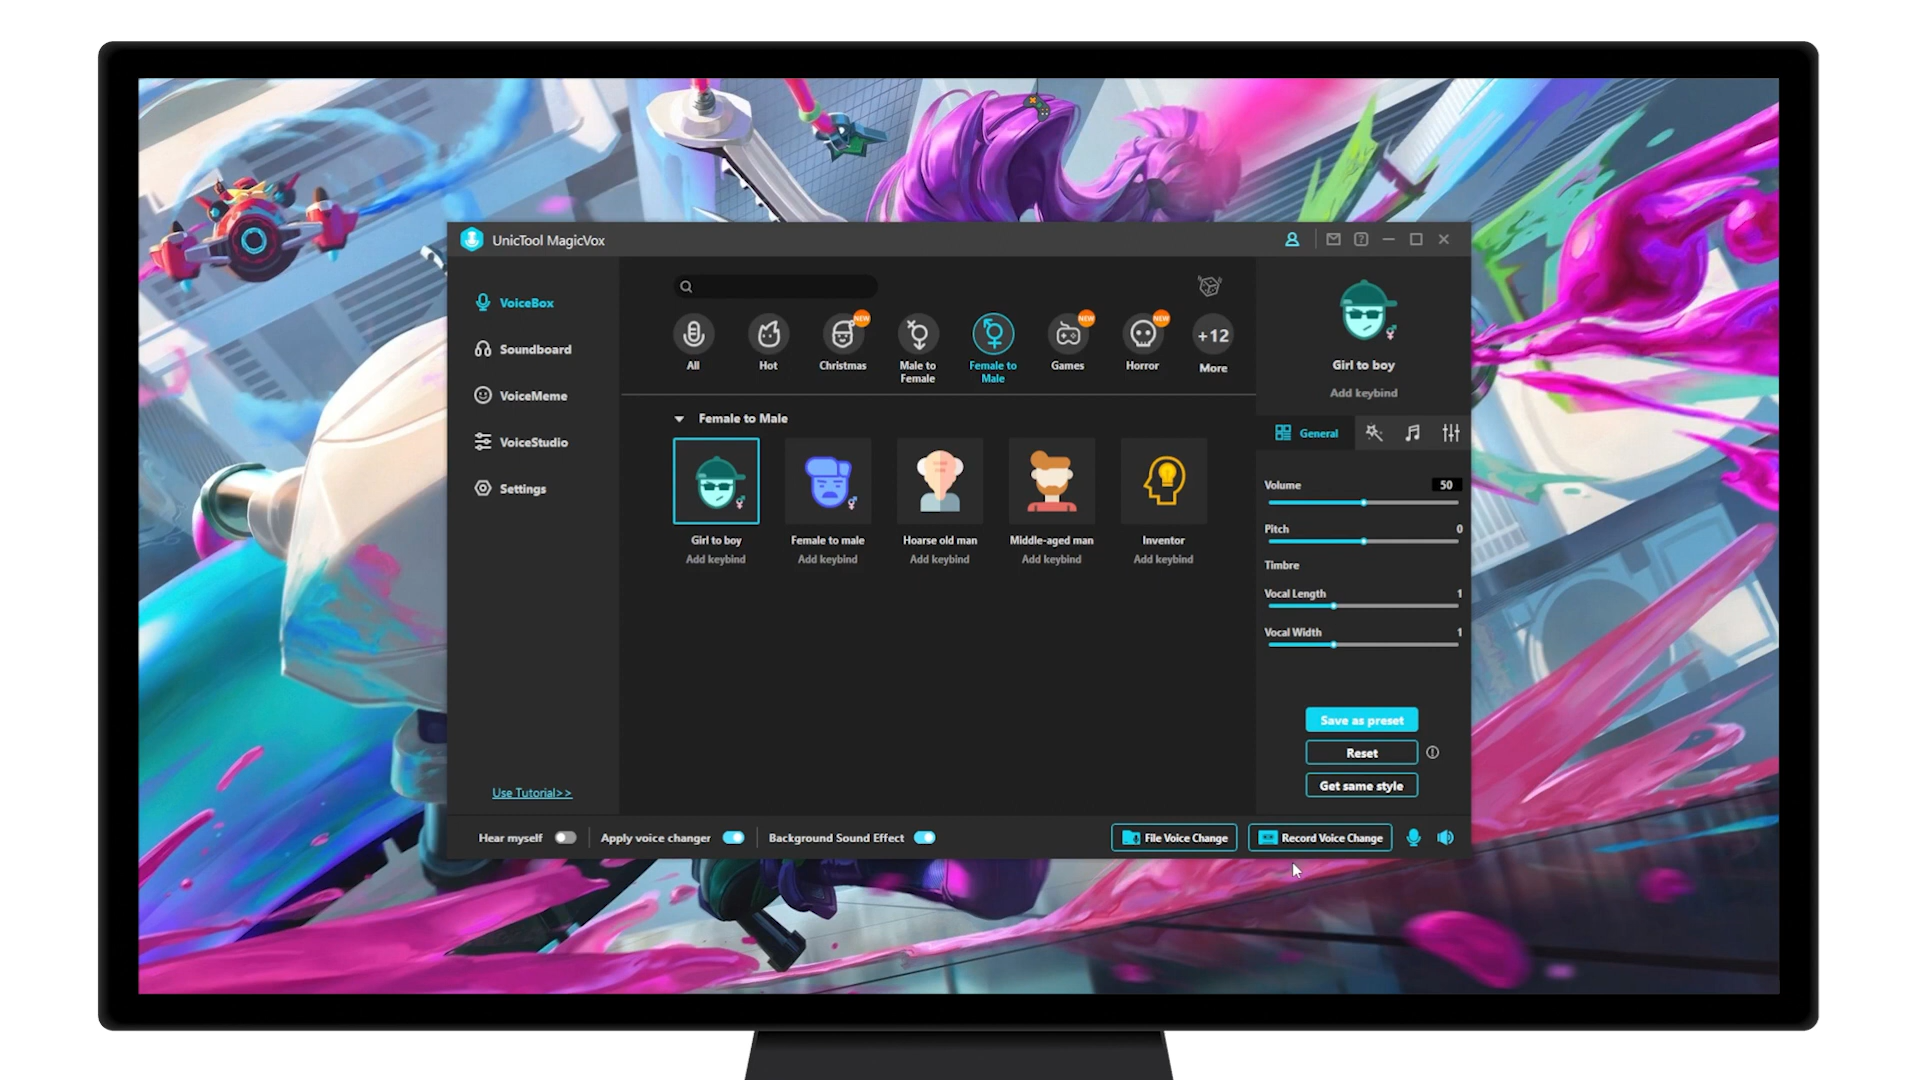 UnicTool MagicVox
VoiceBox
Soundboard
VoiceMeme
VoiceStudio
Settings
Use Tutorial>>
NEW
NEW
NEW
All
Hot
Christmas
Male to
Female
Female to
Male
Games
Horror
+12
More
Female to Male
Girl to boy
Add keybind
Female to male
Add keybind
Hoarse old man
Add keybind
Middle-aged man
Add keybind
Inventor
Add keybind
Girl to boy
Add keybind
General
Volume 50
Pitch 0
Timbre
Vocal Length 1
Vocal Width 1
Save as preset
Reset
Get same style
Hear myself
Apply voice changer
Background Sound Effect
File Voice Change
Record Voice Change